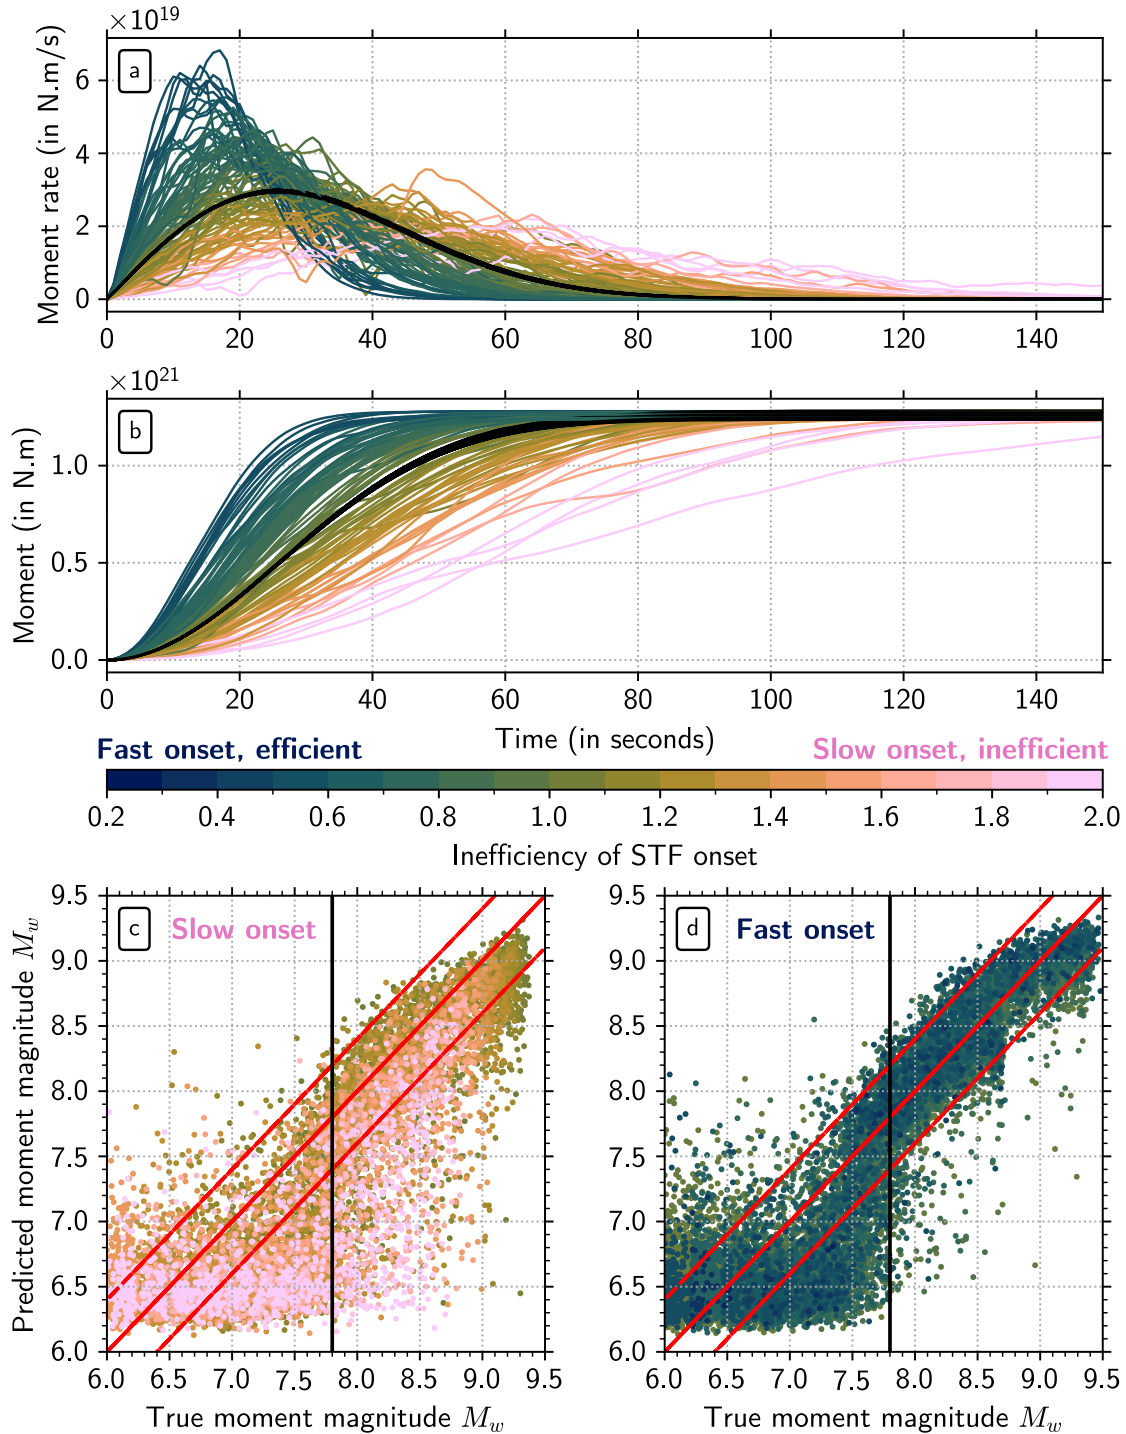 ×10¹⁹
a
Moment rate (in N.m/s)
6
4
2
0
0 20 40 60 80 100 120 140
×10²¹
b
Moment (in N.m)
1.0
0.5
0.0
0 20 40 60 80 100 120 140
Time (in seconds)
Fast onset, efficient
Slow onset, inefficient
0.2 0.4 0.6 0.8 1.0 1.2 1.4 1.6 1.8 2.0
Inefficiency of STF onset
c
Slow onset
Predicted moment magnitude M_w
9.5
9.0
8.5
8.0
7.5
7.0
6.5
6.0
6.0 6.5 7.0 7.5 8.0 8.5 9.0 9.5
True moment magnitude M_w
d
Fast onset
9.5
9.0
8.5
8.0
7.5
7.0
6.5
6.0
6.0 6.5 7.0 7.5 8.0 8.5 9.0 9.5
True moment magnitude M_w